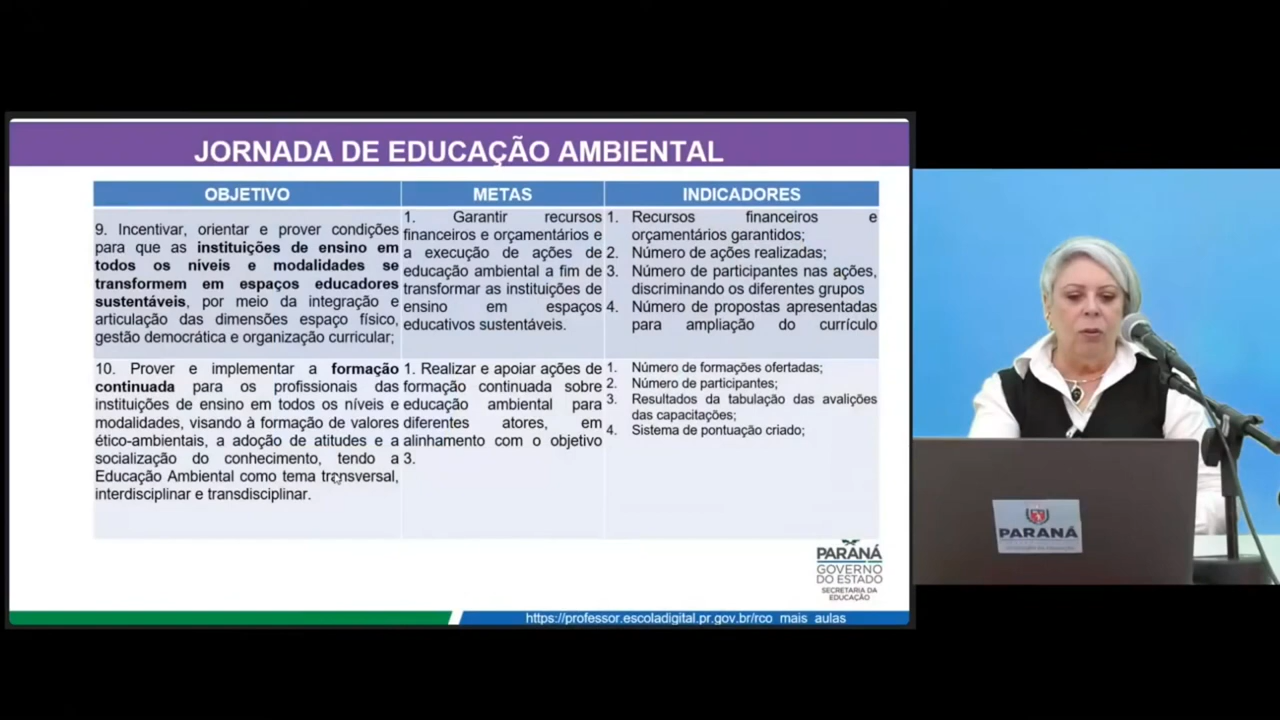 JORNADA DE EDUCAÇÃO AMBIENTAL
OBJETIVO
METAS
INDICADORES
9. Incentivar, orientar e prover condições
para que as instituições de ensino em
todos os níveis e modalidades se
transformem em espaços educadores
sustentáveis, por meio da integração e
articulação das dimensões espaço físico,
gestão democrática e organização curricular;
1. Garantir recursos
financeiros e orçamentários e
a execução de ações de
educação ambiental a fim de
transformar as instituições de
ensino em espaços
educativos sustentáveis.
1. Recursos financeiros e
orçamentários garantidos;
2. Número de ações realizadas;
3. Número de participantes nas ações,
discriminando os diferentes grupos
4. Número de propostas apresentadas
para ampliação do currículo
10. Prover e implementar a formação
continuada para os profissionais das
instituições de ensino em todos os níveis e
modalidades, visando à formação de valores
ético-ambientais, a adoção de atitudes e a
socialização do conhecimento, tendo a
Educação Ambiental como tema transversal,
interdisciplinar e transdisciplinar.
1. Realizar e apoiar ações de
formação continuada sobre
educação ambiental para
diferentes atores, em
alinhamento com o objetivo
3.
1. Número de formações ofertadas;
2. Número de participantes;
3. Resultados da tabulação das avalições
das capacitações;
4. Sistema de pontuação criado;
PARANÁ
GOVERNO
DO ESTADO
SECRETARIA DA
EDUCAÇÃO
https://professor.escoladigital.pr.gov.br/rco_mais_aulas
PARANÁ